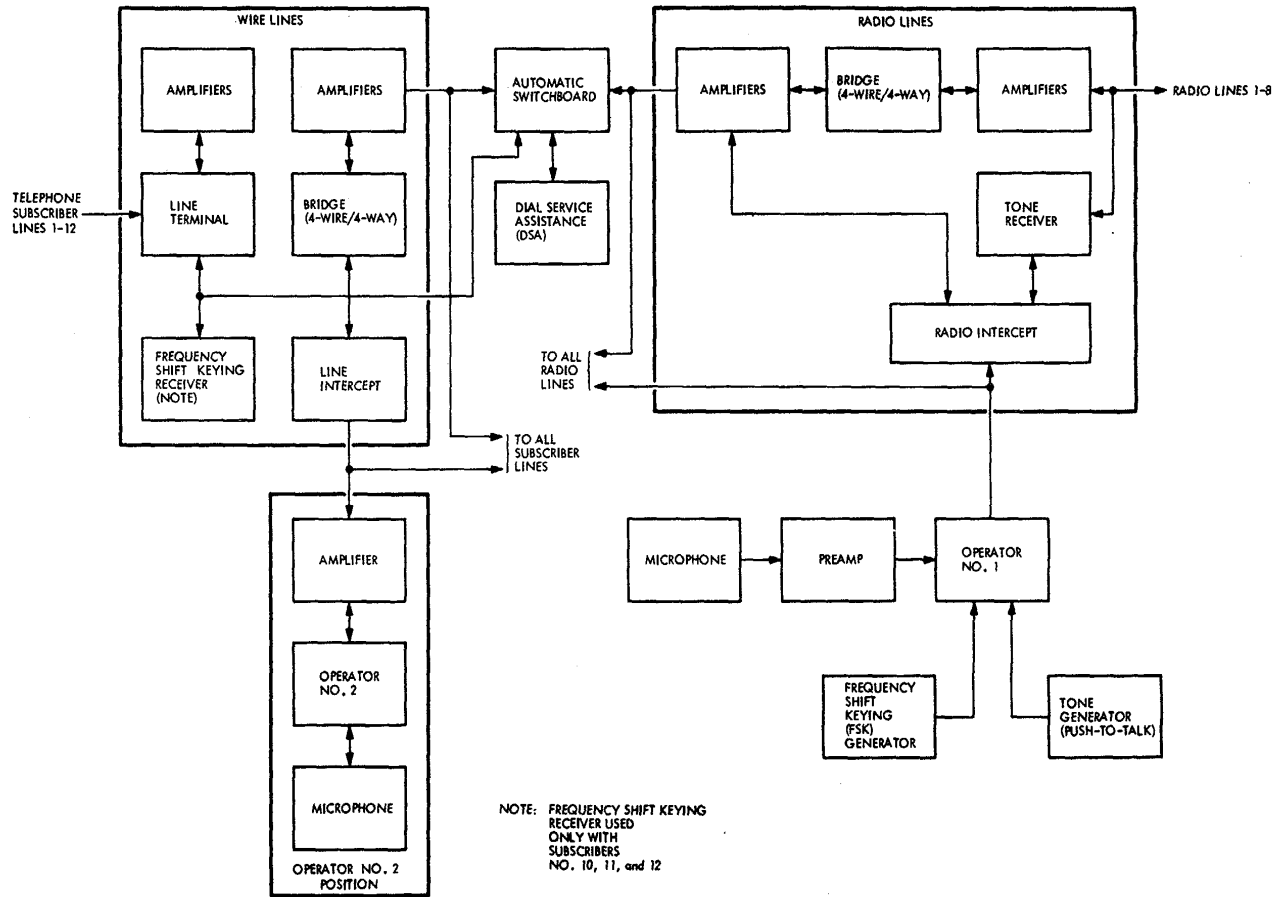 WIRE LINES
AMPLIFIERS
AMPLIFIERS
TELEPHONE
SUBSCRIBER
LINES 1-12
LINE
TERMINAL
BRIDGE
(4-WIRE/4-WAY)
FREQUENCY
SHIFT KEYING
RECEIVER
(NOTE)
LINE
INTERCEPT
AUTOMATIC
SWITCHBOARD
DIAL SERVICE
ASSISTANCE
(DSA)
RADIO LINES
AMPLIFIERS
BRIDGE
(4-WIRE/4-WAY)
AMPLIFIERS
RADIO LINES 1-8
TONE
RECEIVER
RADIO INTERCEPT
TO ALL
RADIO
LINES
TO ALL
SUBSCRIBER
LINES
AMPLIFIER
OPERATOR
NO. 2
MICROPHONE
OPERATOR NO. 2
POSITION
MICROPHONE
PREAMP
OPERATOR
NO. 1
FREQUENCY
SHIFT
KEYING
(FSK)
GENERATOR
TONE
GENERATOR
(PUSH-TO-TALK)
NOTE: FREQUENCY SHIFT KEYING
RECEIVER USED
ONLY WITH
SUBSCRIBERS
NO. 10, 11, and 12